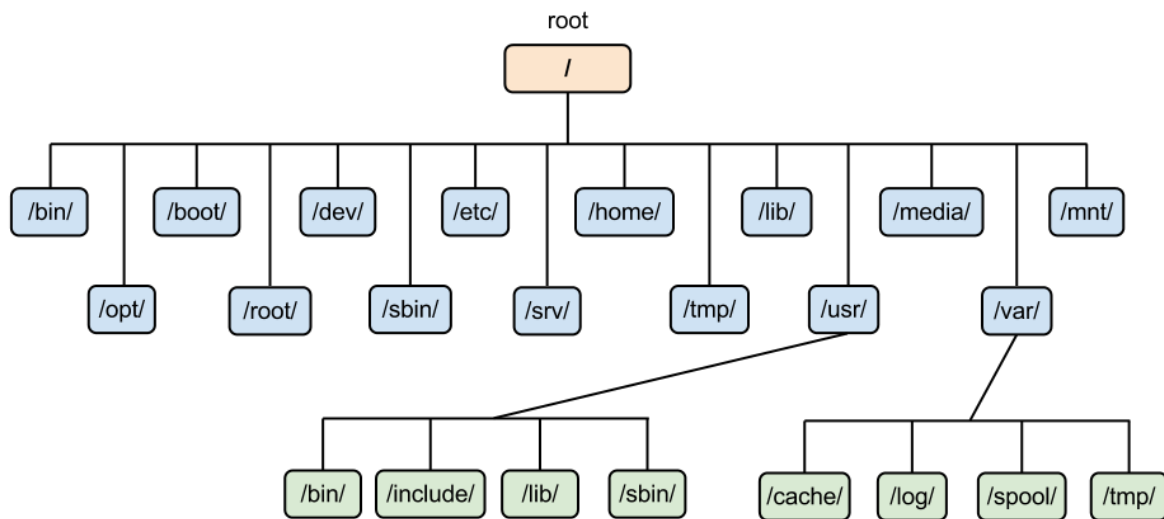 root
/
/bin/
/boot/
/dev/
/etc/
/home/
/lib/
/media/
/mnt/
/opt/
/root/
/sbin/
/srv/
/tmp/
/usr/
/var/
/bin/
/include/
/lib/
/sbin/
/cache/
/log/
/spool/
/tmp/